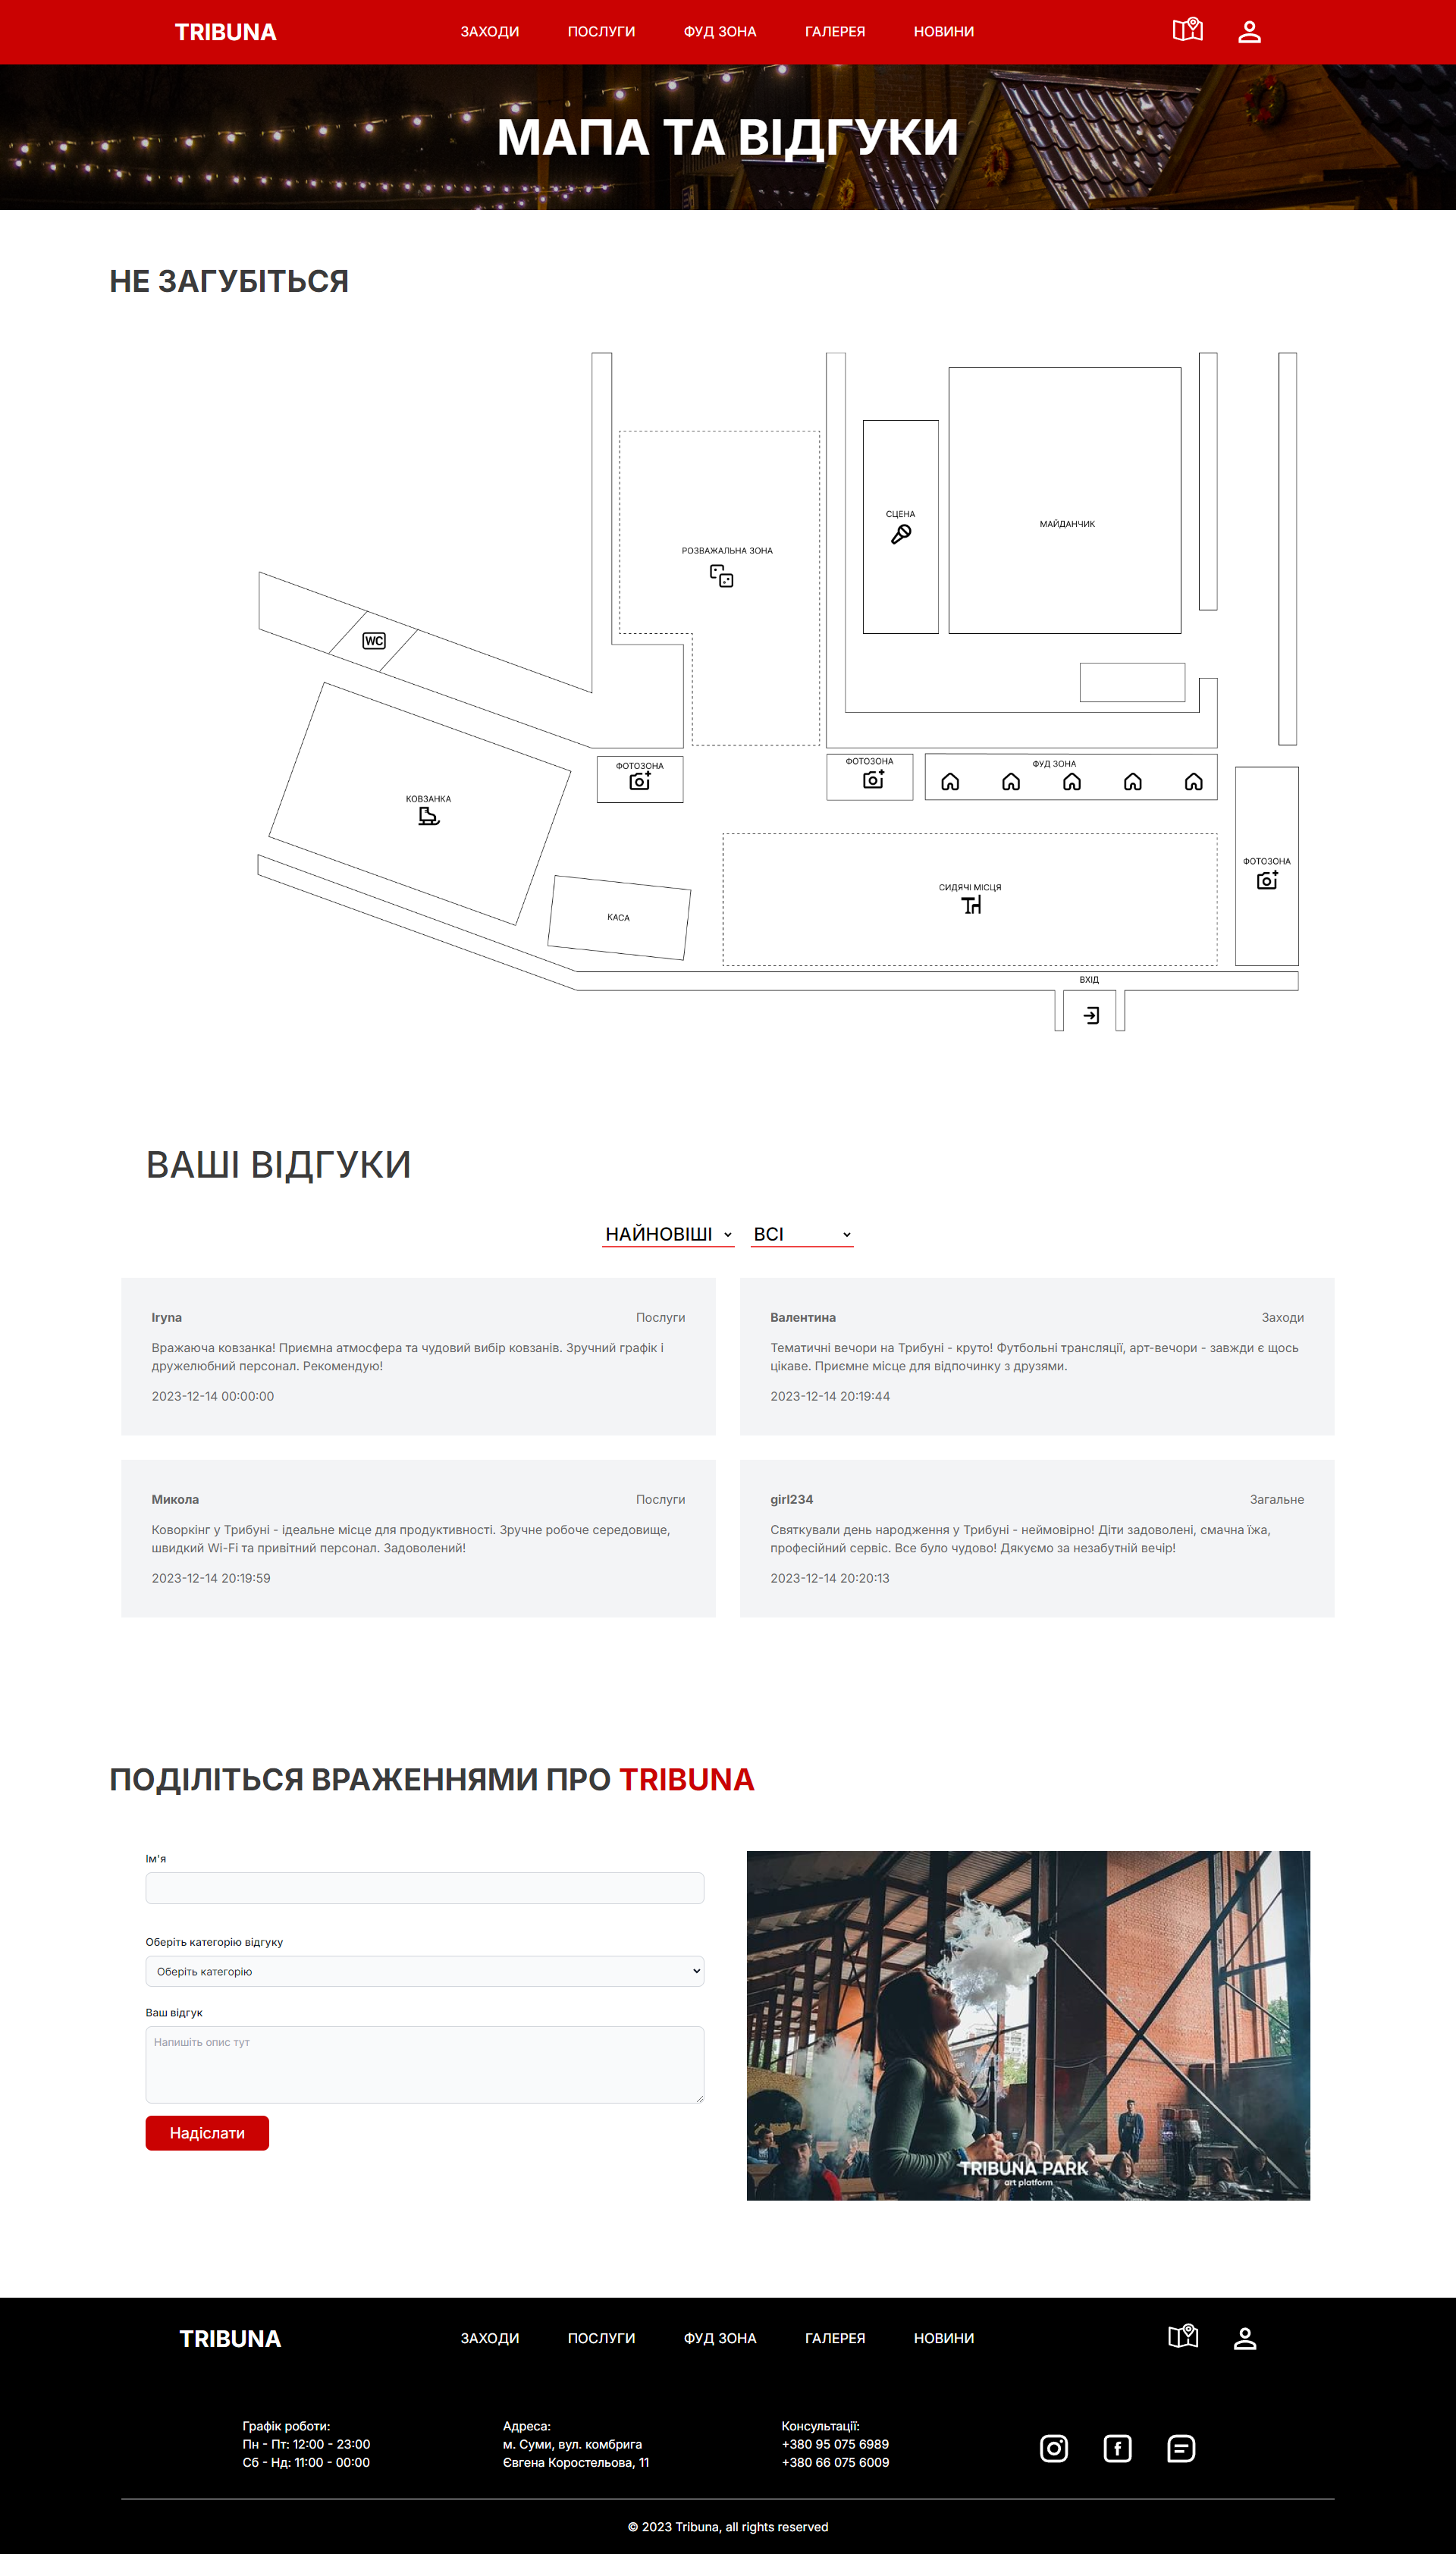 TRIBUNA
ЗАХОДИ
ПОСЛУГИ
ФУД ЗОНА
ГАЛЕРЕЯ
НОВИНИ
МАПА ТА ВІДГУКИ
НЕ ЗАГУБІТЬСЯ
СЦЕНА
МАЙДАНЧИК
РОЗВАЖАЛЬНА ЗОНА
WC
ФОТОЗОНА
ФОТОЗОНА
ФУД ЗОНА
КОВЗАНКА
ФОТОЗОНА
СИДЯЧІ МІСЦЯ
КАСА
ВХІД
ВАШІ ВІДГУКИ
НАЙНОВІШІ
ВСІ
Iryna
Послуги
Вражаюча ковзанка! Приємна атмосфера та чудовий вибір ковзанів. Зручний графік і
дружелюбний персонал. Рекомендую!
2023-12-14 00:00:00
Валентина
Заходи
Тематичні вечори на Трибуні - круто! Футбольні трансляції, арт-вечори - завжди є щось
цікаве. Приємне місце для відпочинку з друзями.
2023-12-14 20:19:44
Микола
Послуги
Коворкінг у Трибуні - ідеальне місце для продуктивності. Зручне робоче середовище,
швидкий Wi-Fi та привітний персонал. Задоволений!
2023-12-14 20:19:59
girl234
Загальне
Святкували день народження у Трибуні - неймовірно! Діти задоволені, смачна їжа,
професійний сервіс. Все було чудово! Дякуємо за незабутній вечір!
2023-12-14 20:20:13
ПОДІЛІТЬСЯ ВРАЖЕННЯМИ ПРО TRIBUNA
Ім'я
Оберіть категорію відгуку
Оберіть категорію
Ваш відгук
Напишіть опис тут
Надіслати
TRIBUNA PARK
art platform
TRIBUNA
ЗАХОДИ
ПОСЛУГИ
ФУД ЗОНА
ГАЛЕРЕЯ
НОВИНИ
Графік роботи:
Пн - Пт: 12:00 - 23:00
Сб - Нд: 11:00 - 00:00
Адреса:
м. Суми, вул. комбрига
Євгена Коростельова, 11
Консультації:
+380 95 075 6989
+380 66 075 6009
© 2023 Tribuna, all rights reserved